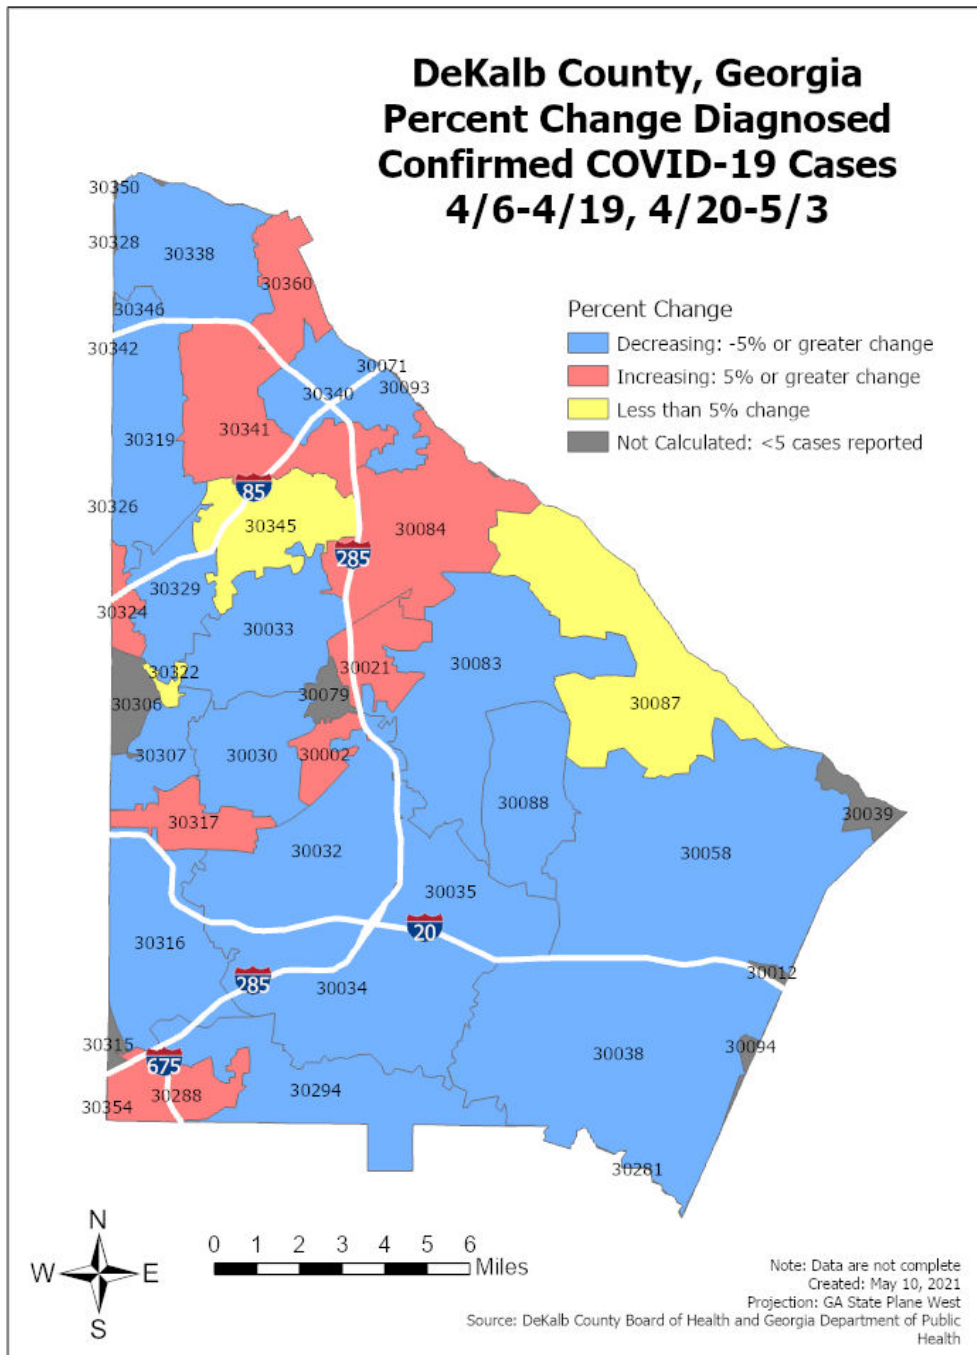 DeKalb County, Georgia
Percent Change Diagnosed
Confirmed COVID-19 Cases
4/6-4/19, 4/20-5/3
30350
30328
30338
30360
30346
30342
30071
30340
30093
30319
30341
Percent Change
Decreasing: -5% or greater change
Increasing: 5% or greater change
Less than 5% change
Not Calculated: <5 cases reported
85
30326
30345
30084
285
30329
30324
30033
30322
30021
30083
30079
30306
30087
30307
30030
30002
30088
30039
30317
30032
30058
30035
20
30316
30012
285
30034
30315
30094
30038
675
30288
30294
30354
30281
N
W
E
S
0 1 2 3 4 5 6
Miles
Note: Data are not complete
Created: May 10, 2021
Projection: GA State Plane West
Source: DeKalb County Board of Health and Georgia Department of Public
Health